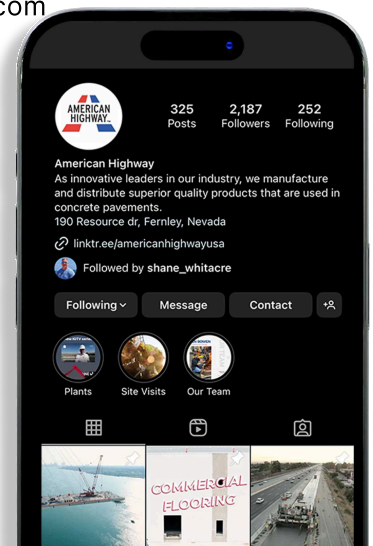 com
AMERICAN
HIGHWAY
325
2,187
252
Posts
Followers
Following
American Highway
As innovative leaders in our industry, we manufacture
and distribute superior quality products that are used in
concrete pavements.
190 Resource dr, Fernley, Nevada
linktr.ee/americanhighwayusa
Followed by shane_whitacre
Following
Message
Contact
Plants
Site Visits
Our Team
COMMERCIAL
FLOORING